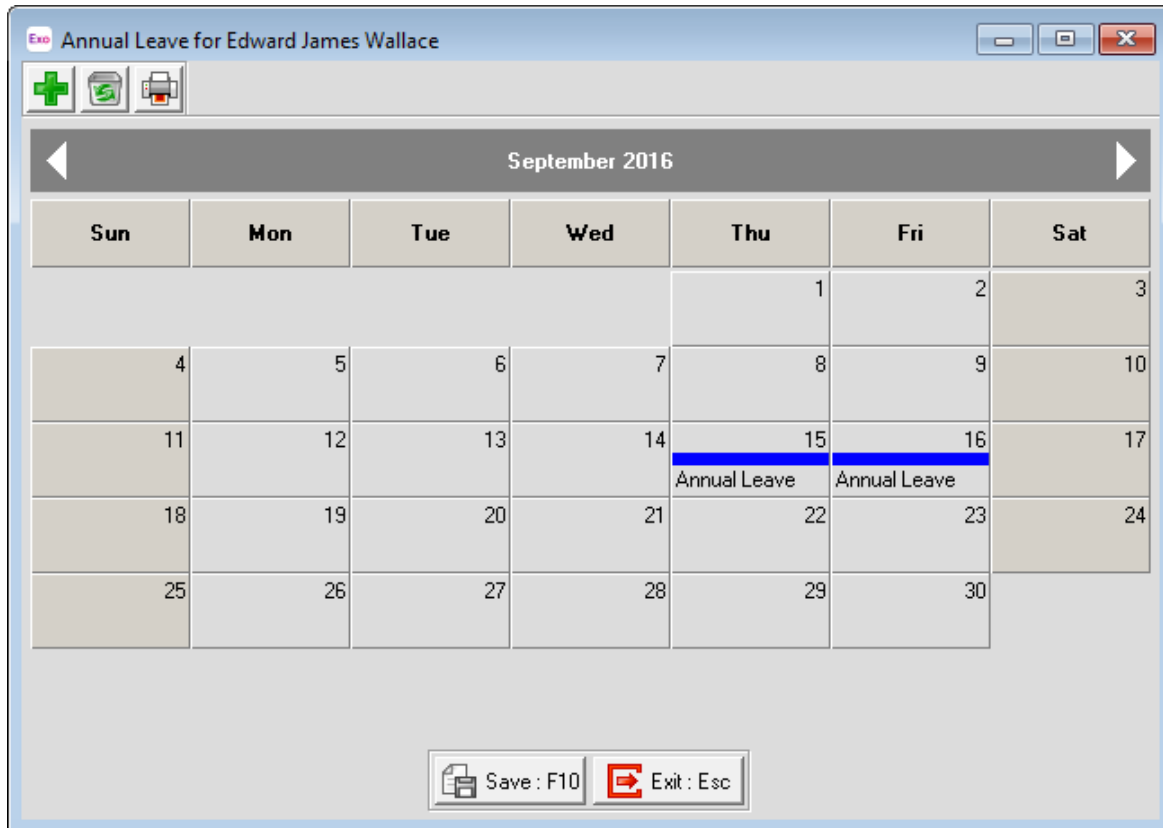 Exo Annual Leave for Edward James Wallace
September 2016
Sun Mon Tue Wed Thu Fri Sat
1 2 3
4 5 6 7 8 9 10
11 12 13 14 15 16 17
Annual Leave Annual Leave
18 19 20 21 22 23 24
25 26 27 28 29 30
Save : F10 Exit : Esc